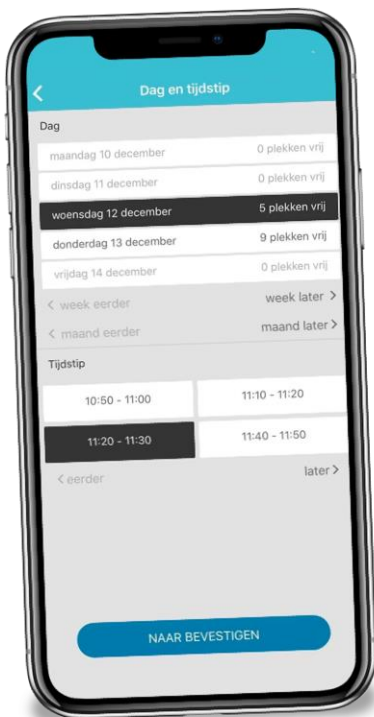 Dag en tijdstip
Dag
maandag 10 december 0 plekken vrij
dinsdag 11 december 0 plekken vrij
woensdag 12 december 5 plekken vrij
donderdag 13 december 9 plekken vrij
vrijdag 14 december 0 plekken vrij
< week eerder week later >
< maand eerder maand later >
Tijdstip
10:50 - 11:00 11:10 - 11:20
11:20 - 11:30 11:40 - 11:50
< eerder later >
NAAR BEVESTIGEN